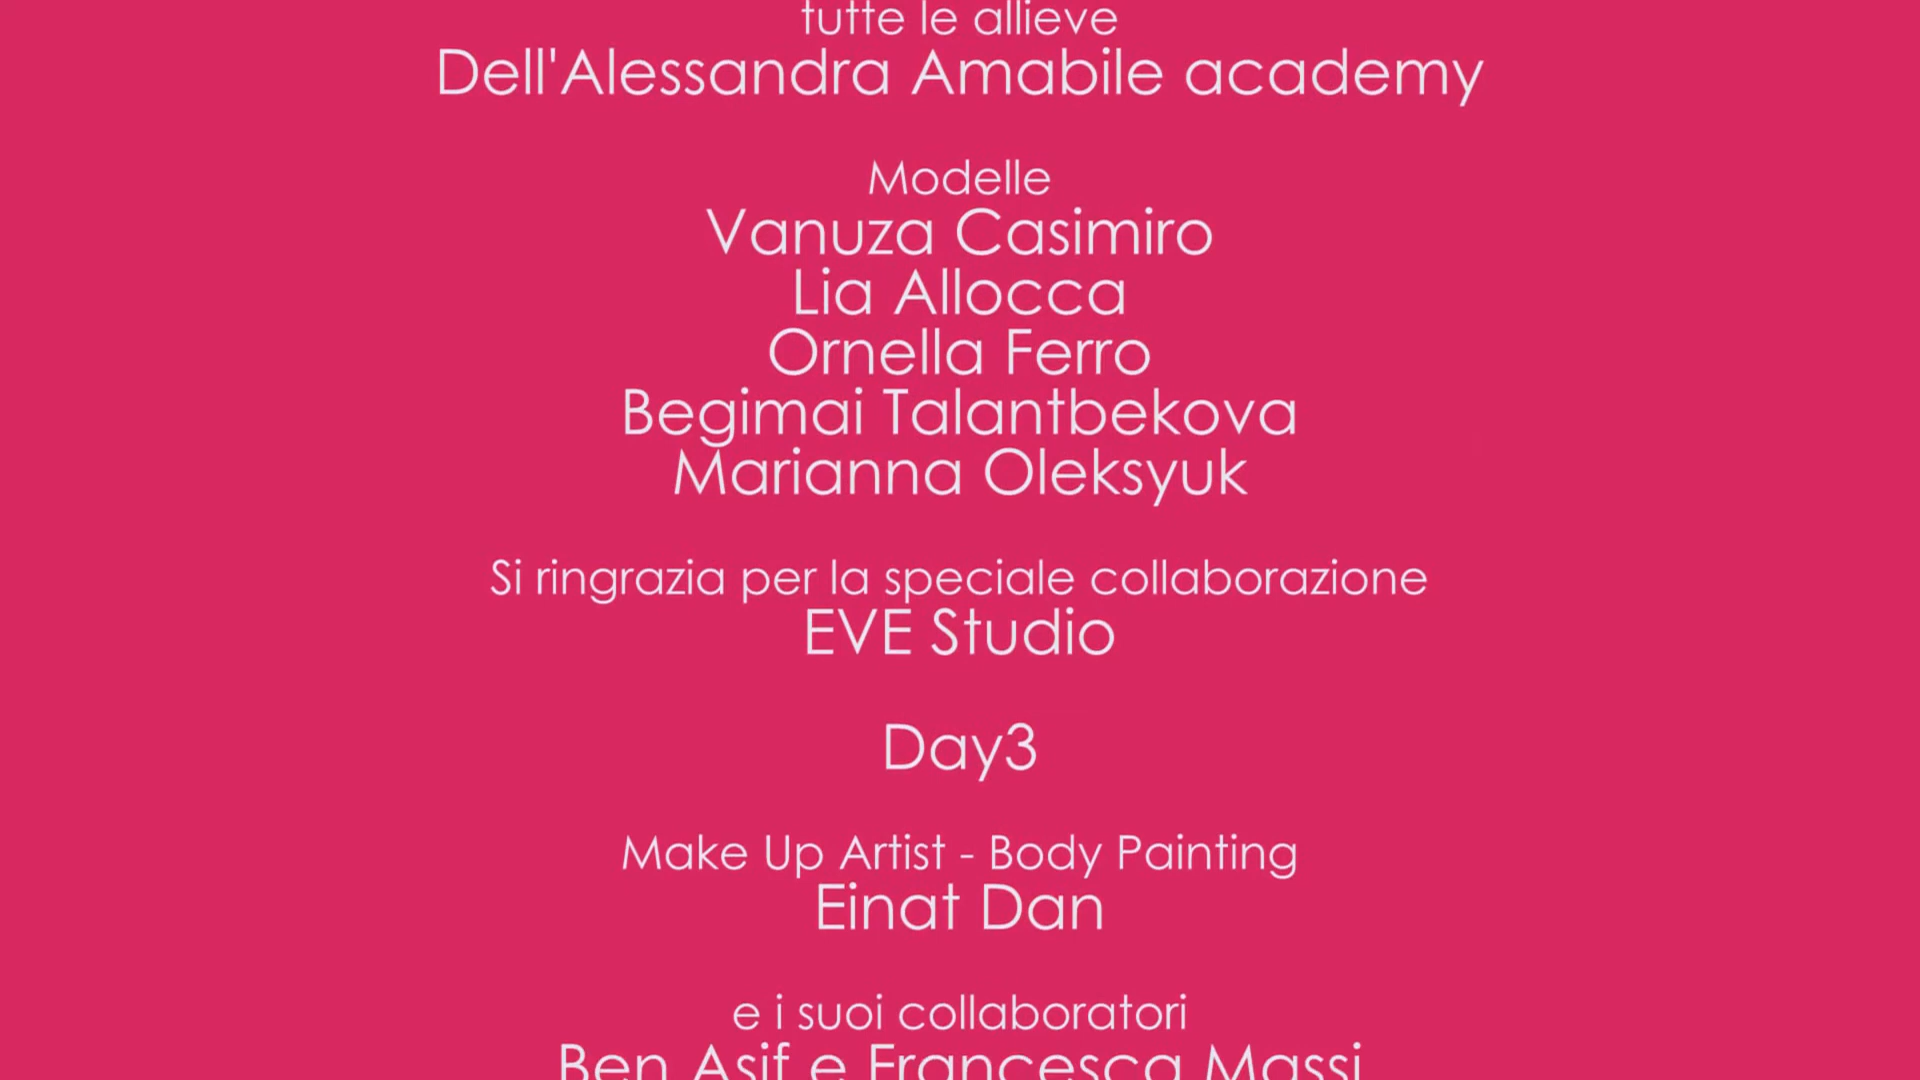 tutte le allieve
Dell'Alessandra Amabile academy
Modelle
Vanuza Casimiro
Lia Allocca
Ornella Ferro
Begimai Talantbekova
Marianna Oleksyuk
Si ringrazia per la speciale collaborazione
EVE Studio
Day3
Make Up Artist - Body Painting
Einat Dan
e i suoi collaboratori
Ben Asif e Francesca Massi